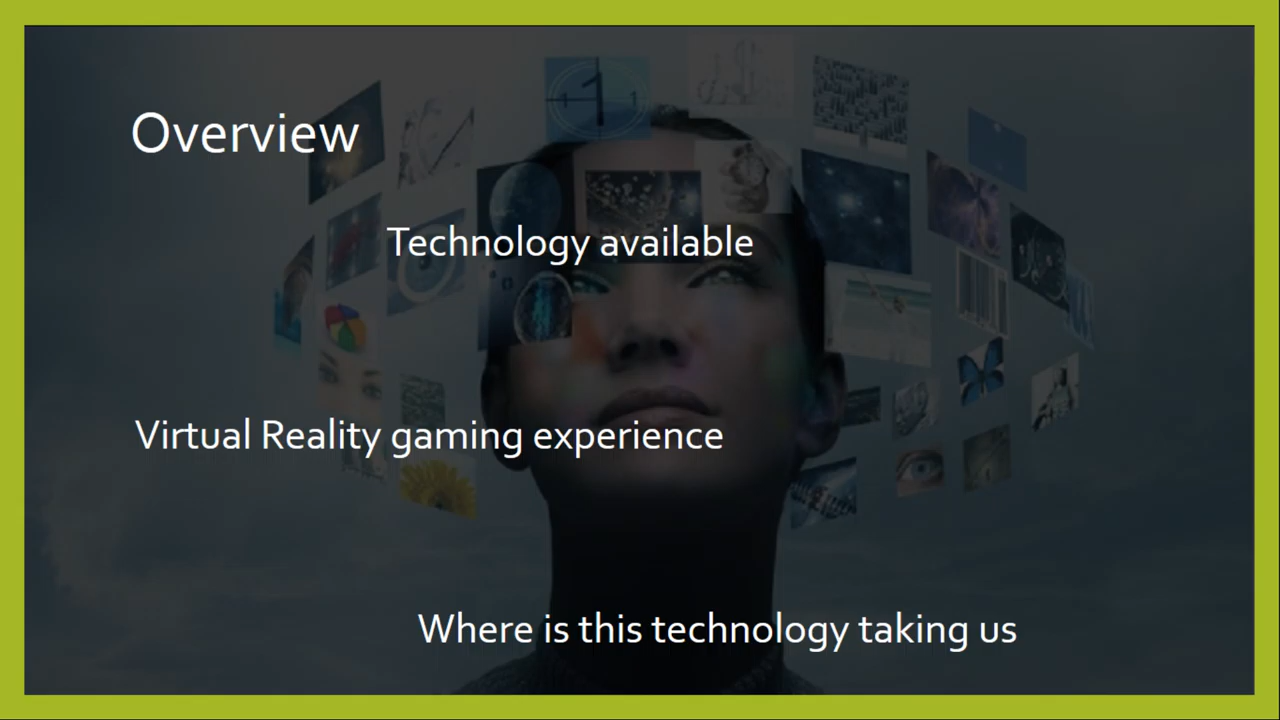 Overview
Technology available
Virtual Reality gaming experience
Where is this technology taking us